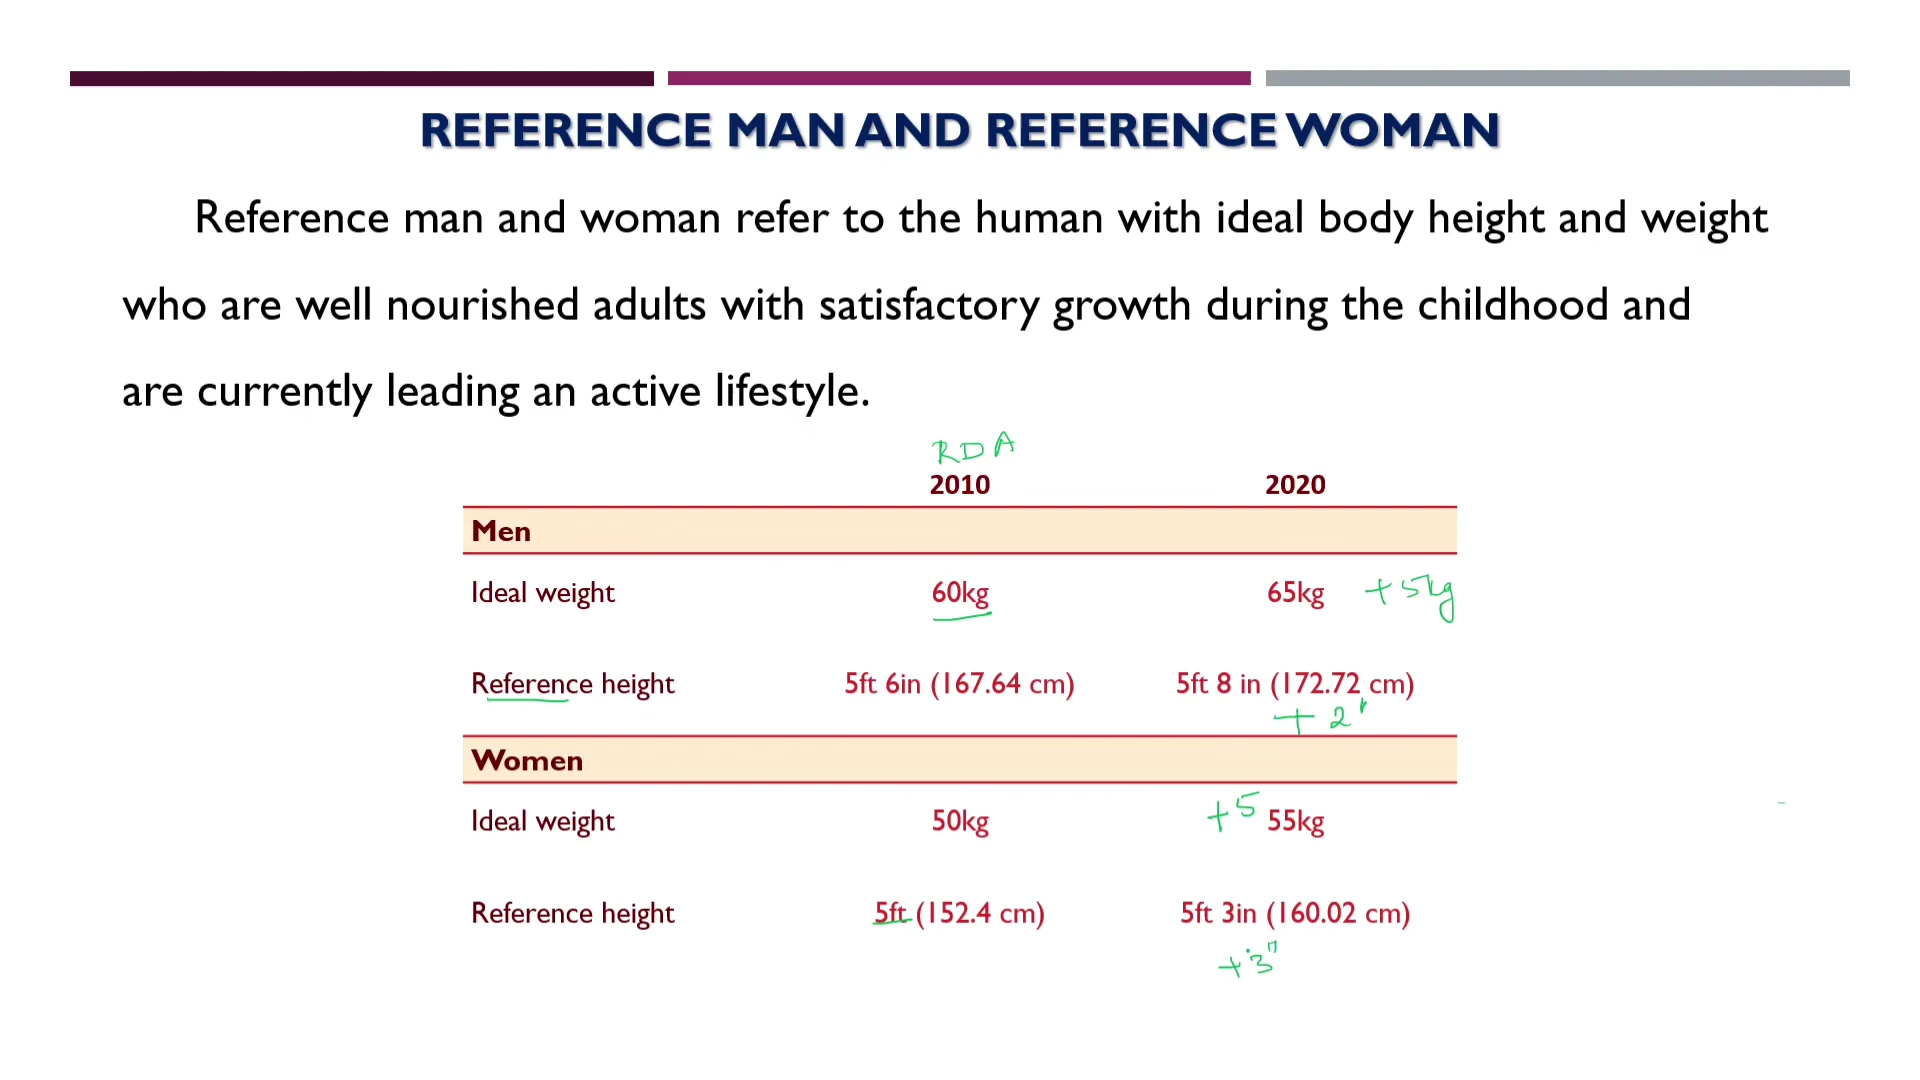 REFERENCE MAN AND REFERENCE WOMAN
Reference man and woman refer to the human with ideal body height and weight
who are well nourished adults with satisfactory growth during the childhood and
are currently leading an active lifestyle.
RDA
2010 2020
Men
Ideal weight 60kg 65kg +5kg
Reference height 5ft 6in (167.64 cm) 5ft 8 in (172.72 cm)
+2'
Women
Ideal weight 50kg +5 55kg
Reference height 5ft (152.4 cm) 5ft 3in (160.02 cm)
+3"